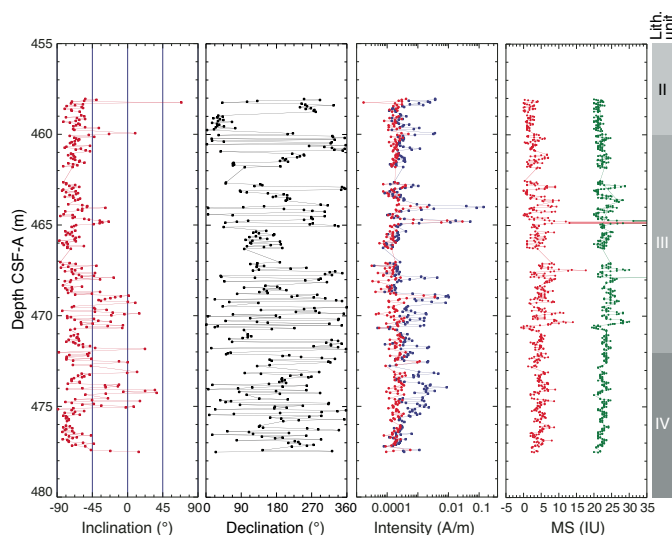 Lith.
unit
455
460
465
470
475
480
Depth CSF-A (m)
II
III
IV
-90 -45 0 45 90
0 90 180 270 360
0.0001 0.01 0.1
-5 0 5 10 15 20 25 30 35
Inclination (°)
Declination (°)
Intensity (A/m)
MS (IU)